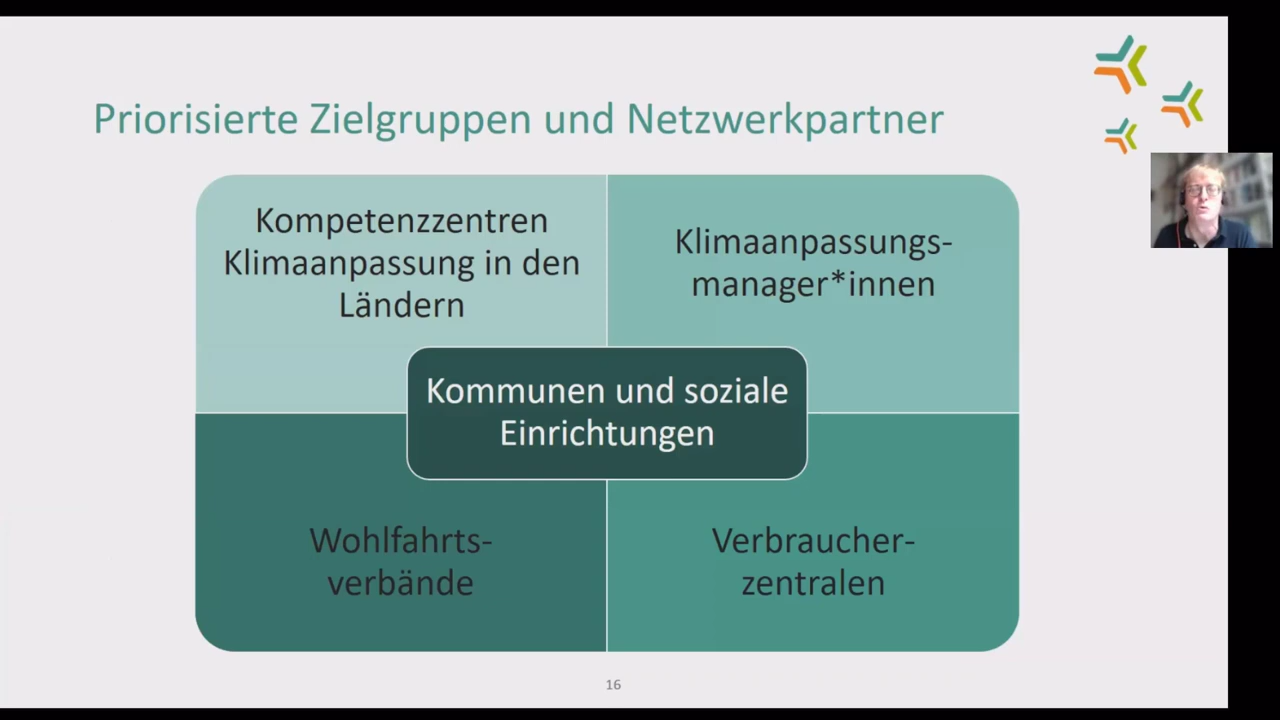 Priorisierte Zielgruppen und Netzwerkpartner
Kompetenzzentren
Klimaanpassung in den
Ländern
Klimaanpassungs-
manager*innen
Kommunen und soziale
Einrichtungen
Wohlfahrts-
verbände
Verbraucher-
zentralen
16